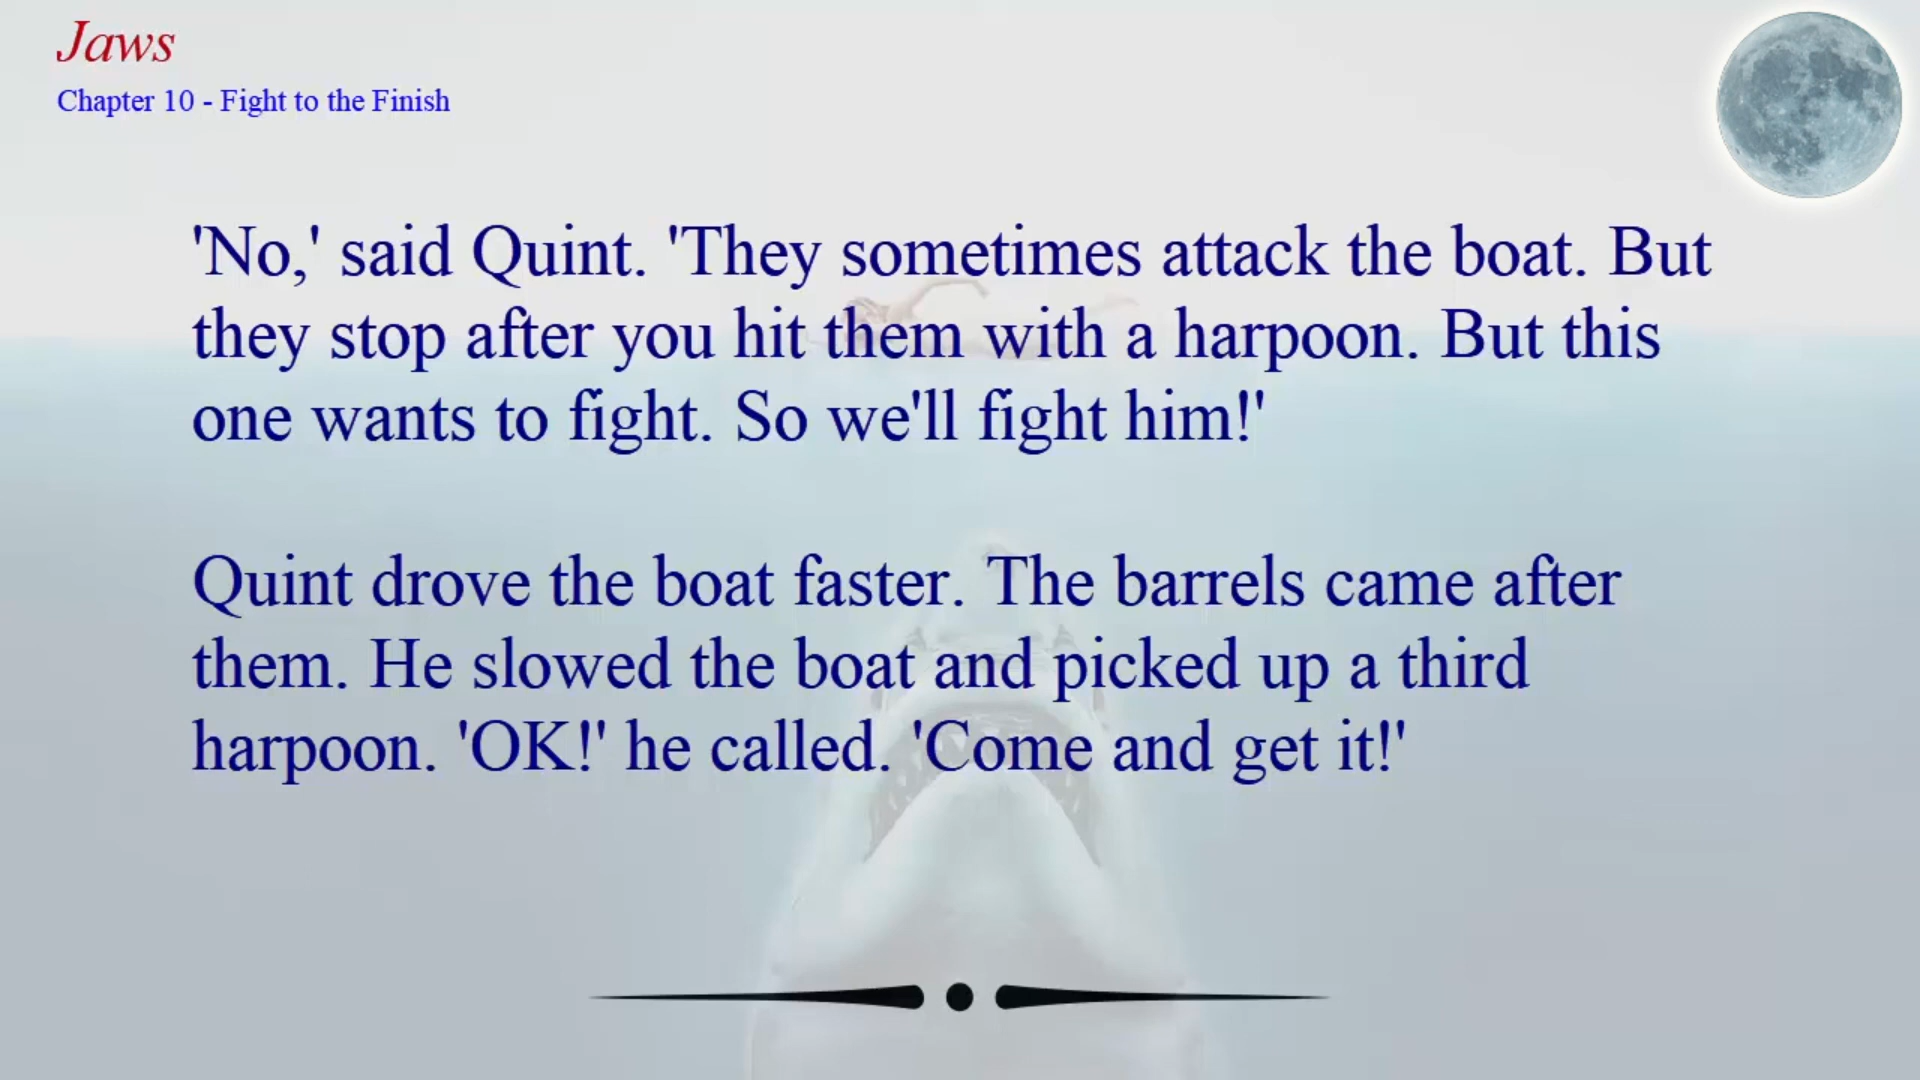 Jaws
Chapter 10 - Fight to the Finish
'No,' said Quint. 'They sometimes attack the boat. But
they stop after you hit them with a harpoon. But this
one wants to fight. So we'll fight him!'
Quint drove the boat faster. The barrels came after
them. He slowed the boat and picked up a third
harpoon. 'OK!' he called. 'Come and get it!'